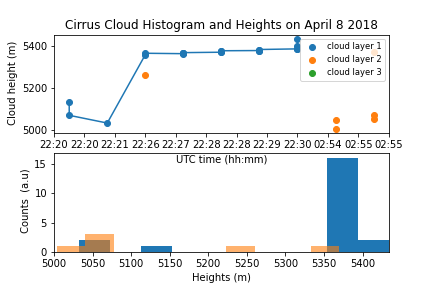 Cirrus Cloud Histogram and Heights on April 8 2018
Cloud height (m)
5400
5200
5000
cloud layer 1
cloud layer 2
cloud layer 3
22:20 22:20 22:21 22:26 22:27 22:28 22:28 22:29 22:30 02:54 02:55 02:55
UTC time (hh:mm)
Counts (a.u)
15
10
5
0
5000 5050 5100 5150 5200 5250 5300 5350 5400
Heights (m)